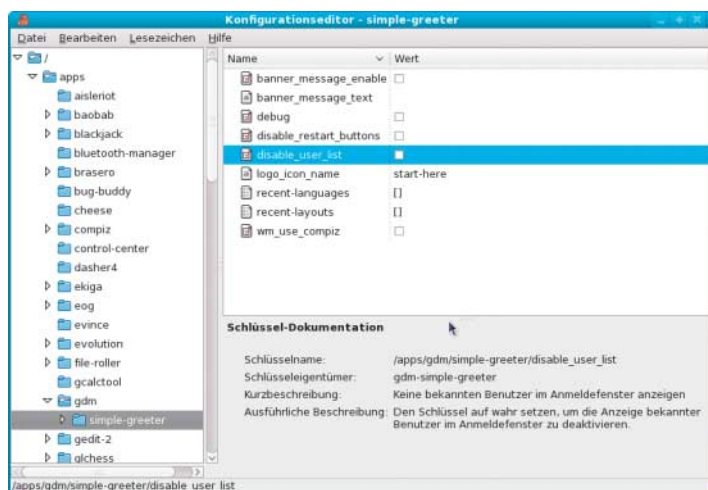 Konfigurationseditor - simple-greeter
Datei Bearbeiten Lesezeichen Hilfe
/
apps
aisleriot
baobab
blackjack
bluetooth-manager
brasero
bug-buddy
cheese
compiz
control-center
dasher4
ekiga
eog
evince
evolution
file-roller
gcalctool
gdm
simple-greeter
gedit-2
glchess
Name Wert
banner_message_enable
banner_message_text
debug
disable_restart_buttons
disable_user_list
logo_icon_name start-here
recent-languages []
recent-layouts []
wm_use_compiz
Schlüssel-Dokumentation
Schlüsselname: /apps/gdm/simple-greeter/disable_user_list
Schlüsseleigentümer: gdm-simple-greeter
Kurzbeschreibung: Keine bekannten Benutzer im Anmeldefenster anzeigen
Ausführliche Beschreibung: Den Schlüssel auf wahr setzen, um die Anzeige bekannter
Benutzer im Anmeldefenster zu deaktivieren.
/apps/gdm/simple-greeter/disable_user_list